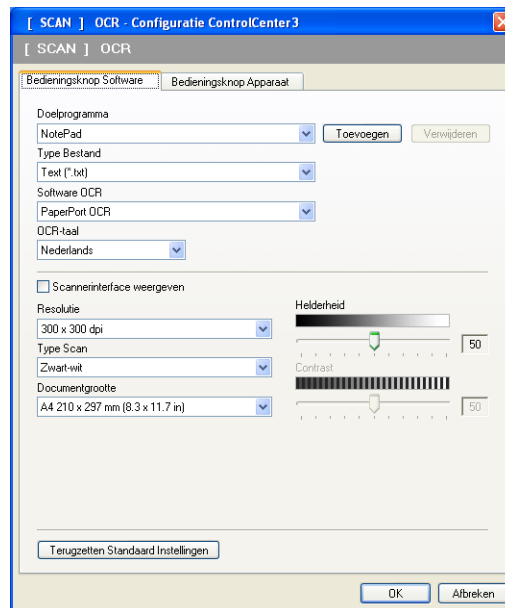 [ SCAN ] OCR - Configuratie ControlCenter3
[ SCAN ] OCR
Bedieningsknop Software
Bedieningsknop Apparaat
Doelprogramma
NotePad
Toevoegen
Verwijderen
Type Bestand
Text (*.txt)
Software OCR
PaperPort OCR
OCR-taal
Nederlands
Scannerinterface weergeven
Resolutie
300 x 300 dpi
Type Scan
Zwart-wit
Documentgrootte
A4 210 x 297 mm (8.3 x 11.7 in)
Helderheid
50
Contrast
50
Terugzetten Standaard Instellingen
OK
Afbreken